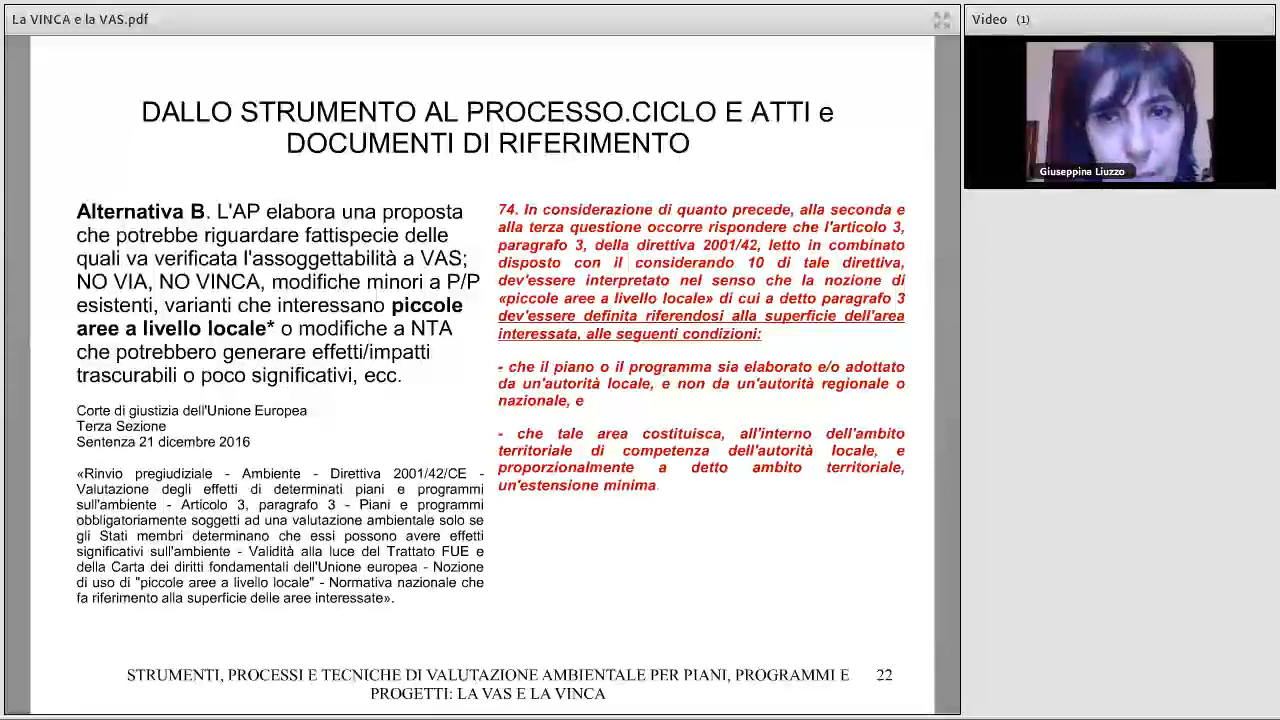 La VINCA e la VAS.pdf
Video (1)
Giuseppina Liuzzo
DALLO STRUMENTO AL PROCESSO.CICLO E ATTI e
DOCUMENTI DI RIFERIMENTO
Alternativa B. L'AP elabora una proposta
che potrebbe riguardare fattispecie delle
quali va verificata l'assoggettabilità a VAS;
NO VIA, NO VINCA, modifiche minori a P/P
esistenti, varianti che interessano piccole
aree a livello locale* o modifiche a NTA
che potrebbero generare effetti/impatti
trascurabili o poco significativi, ecc.
Corte di giustizia dell'Unione Europea
Terza Sezione
Sentenza 21 dicembre 2016
«Rinvio pregiudiziale - Ambiente - Direttiva 2001/42/CE -
Valutazione degli effetti di determinati piani e programmi
sull'ambiente - Articolo 3, paragrafo 3 - Piani e programmi
obbligatoriamente soggetti ad una valutazione ambientale solo se
gli Stati membri determinano che essi possono avere effetti
significativi sull'ambiente - Validità alla luce del Trattato FUE e
della Carta dei diritti fondamentali dell'Unione europea - Nozione
di uso di "piccole aree a livello locale" - Normativa nazionale che
fa riferimento alla superficie delle aree interessate».
74. In considerazione di quanto precede, alla seconda e
alla terza questione occorre rispondere che l'articolo 3,
paragrafo 3, della direttiva 2001/42, letto in combinato
disposto con il considerando 10 di tale direttiva,
dev'essere interpretato nel senso che la nozione di
«piccole aree a livello locale» di cui a detto paragrafo 3
dev'essere definita riferendosi alla superficie dell'area
interessata, alle seguenti condizioni:
- che il piano o il programma sia elaborato e/o adottato
da un'autorità locale, e non da un'autorità regionale o
nazionale, e
- che tale area costituisca, all'interno dell'ambito
territoriale di competenza dell'autorità locale, e
proporzionalmente a detto ambito territoriale,
un'estensione minima.
STRUMENTI, PROCESSI E TECNICHE DI VALUTAZIONE AMBIENTALE PER PIANI, PROGRAMMI E
PROGETTI: LA VAS E LA VINCA
22